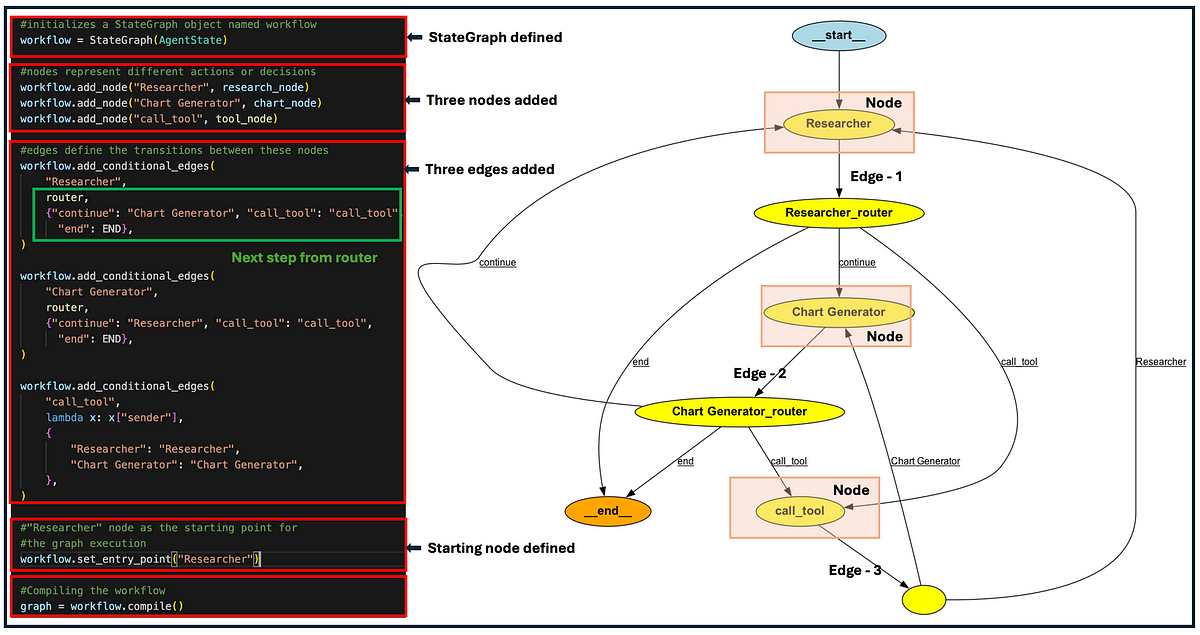 #initializes a StateGraph object named workflow
workflow = StateGraph(AgentState)
StateGraph defined
#nodes represent different actions or decisions
workflow.add_node("Researcher", research_node)
workflow.add_node("Chart Generator", chart_node)
workflow.add_node("call_tool", tool_node)
Three nodes added
#edges define the transitions between these nodes
workflow.add_conditional_edges(
"Researcher",
router,
{"continue": "Chart Generator", "call_tool": "call_tool"
"end": END},
)
Three edges added
Next step from router
workflow.add_conditional_edges(
"Chart Generator",
router,
{"continue": "Researcher", "call_tool": "call_tool",
"end": END},
)
workflow.add_conditional_edges(
"call_tool",
lambda x: x["sender"],
{
"Researcher": "Researcher",
"Chart Generator": "Chart Generator",
},
)
#"Researcher" node as the starting point for
#the graph execution
workflow.set_entry_point("Researcher")
Starting node defined
#Compiling the workflow
graph = workflow.compile()
__start__
Node
Researcher
Edge - 1
Researcher_router
continue
continue
Chart Generator
Node
end
call_tool
Researcher
Edge - 2
Chart Generator_router
end
call_tool
Chart Generator
Node
__end__
call_tool
Edge - 3